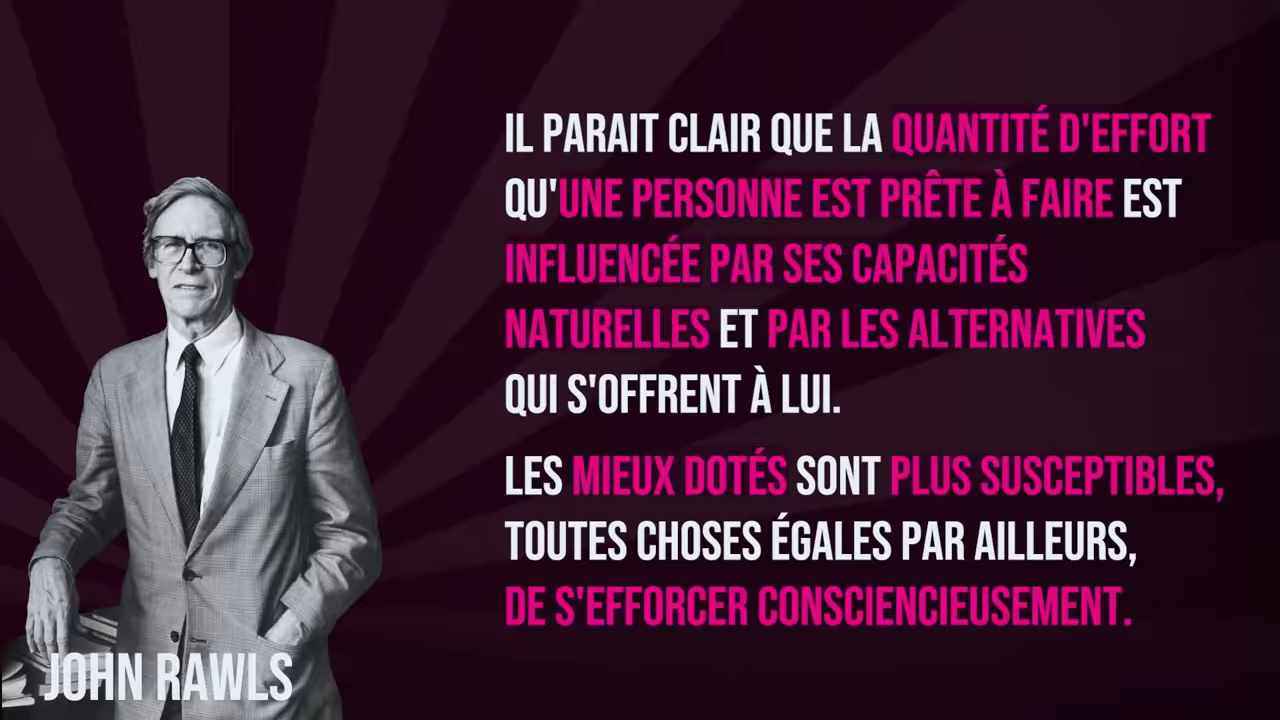 IL PARAIT CLAIR QUE LA QUANTITÉ D'EFFORT
QU'UNE PERSONNE EST PRÊTE À FAIRE EST
INFLUENCÉE PAR SES CAPACITÉS
NATURELLES ET PAR LES ALTERNATIVES
QUI S'OFFRENT À LUI.
LES MIEUX DOTÉS SONT PLUS SUSCEPTIBLES,
TOUTES CHOSES ÉGALES PAR AILLEURS,
DE S'EFFORCER CONSCIENCIEUSEMENT.
JOHN RAWLS